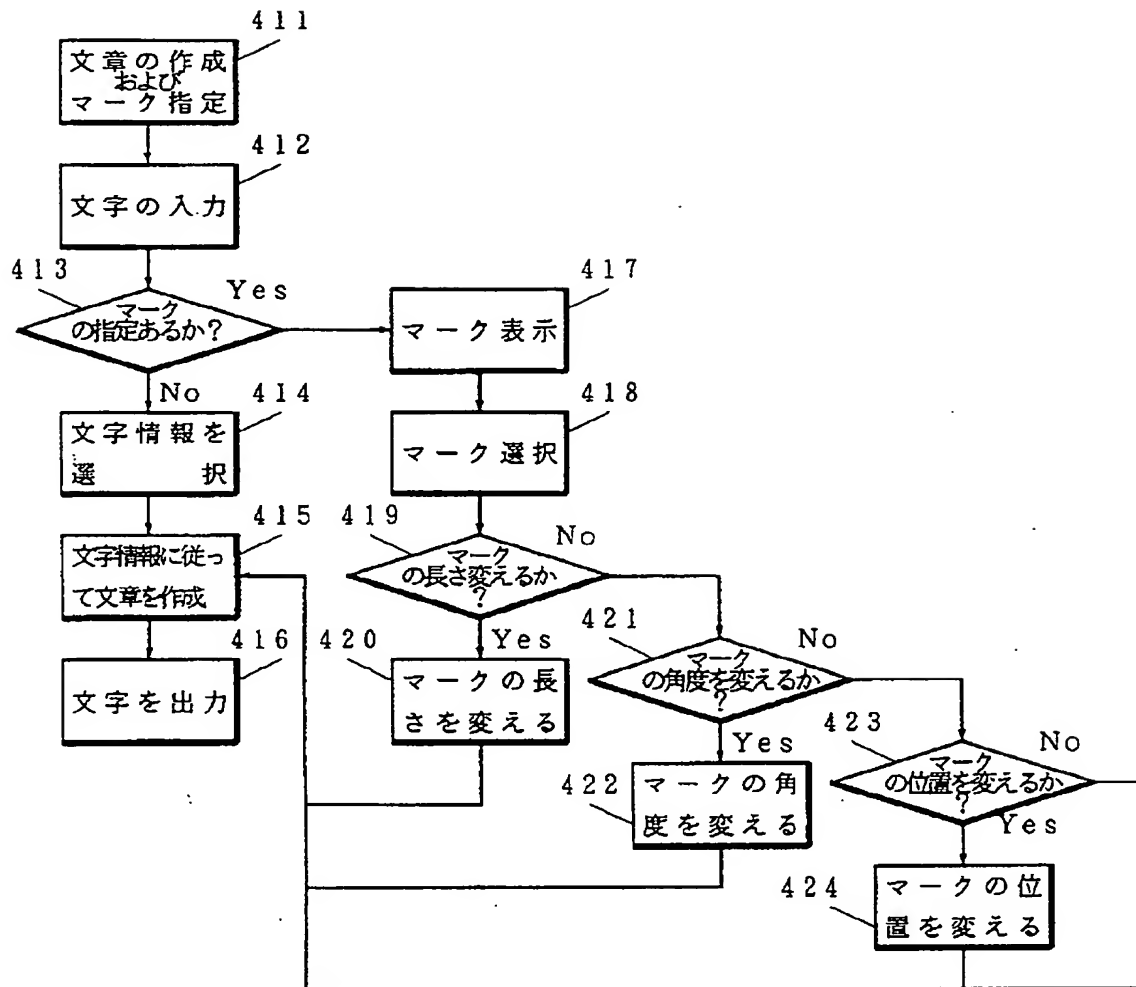 411
文章の作成
および
マーク指定
412
文字の入力
413
マーク
の指定あるか？
Yes
No
417
マーク表示
414
文字情報を
選択
418
マーク選択
415
文字情報に従っ
て文章を作成
419
マーク
の長さ変えるか
？
No
Yes
416
文字を出力
420
マークの長
さを変える
421
マーク
の角度を変えるか
？
No
Yes
422
マークの角
度を変える
423
マーク
の位置を変えるか
？
No
Yes
424
マークの位
置を変える